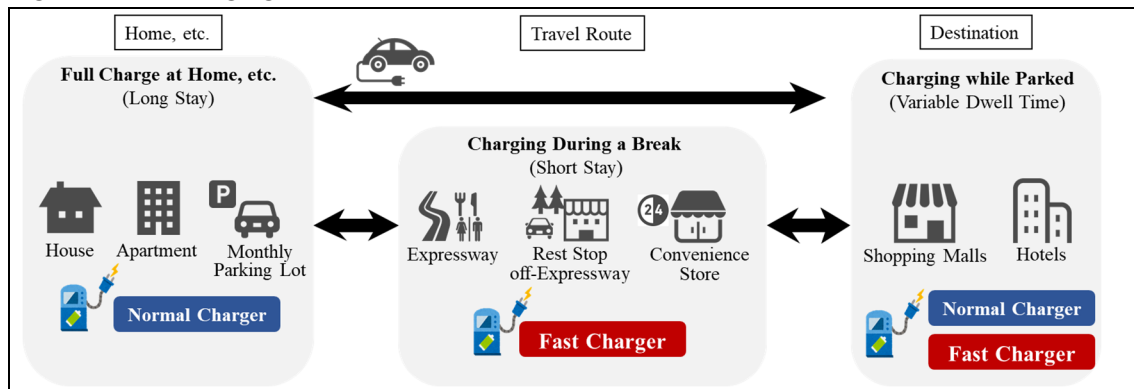 Home, etc.
Travel Route
Destination
Full Charge at Home, etc.
(Long Stay)
House
Apartment
P
Monthly
Parking Lot
Normal Charger
Charging During a Break
(Short Stay)
Expressway
Rest Stop
off-Expressway
24
Convenience
Store
Fast Charger
Charging while Parked
(Variable Dwell Time)
Shopping Malls
Hotels
Normal Charger
Fast Charger